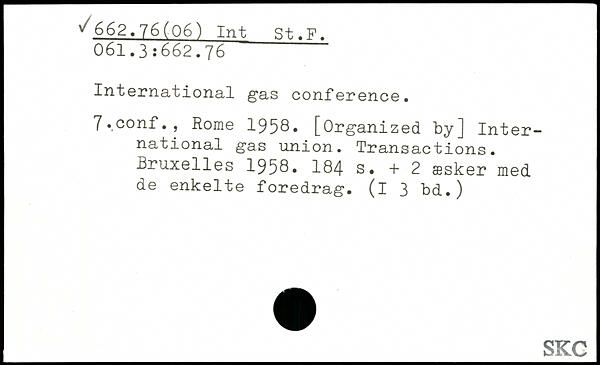 ✓662.76(06) Int St.F.
061.3:662.76
International gas conference.
7.conf., Rome 1958. [Organized by] Inter-
national gas union. Transactions.
Bruxelles 1958. 184 s. + 2 æsker med
de enkelte foredrag. (I 3 bd.)
SKC